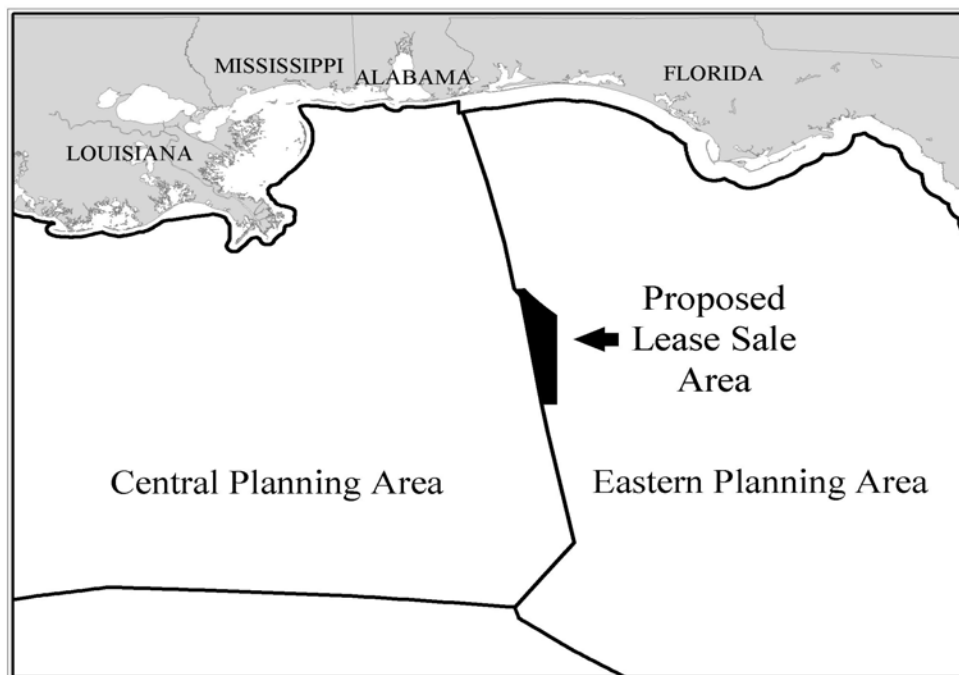 MISSISSIPPI
ALABAMA
FLORIDA
LOUISIANA
Proposed
Lease Sale
Area
Central Planning Area
Eastern Planning Area